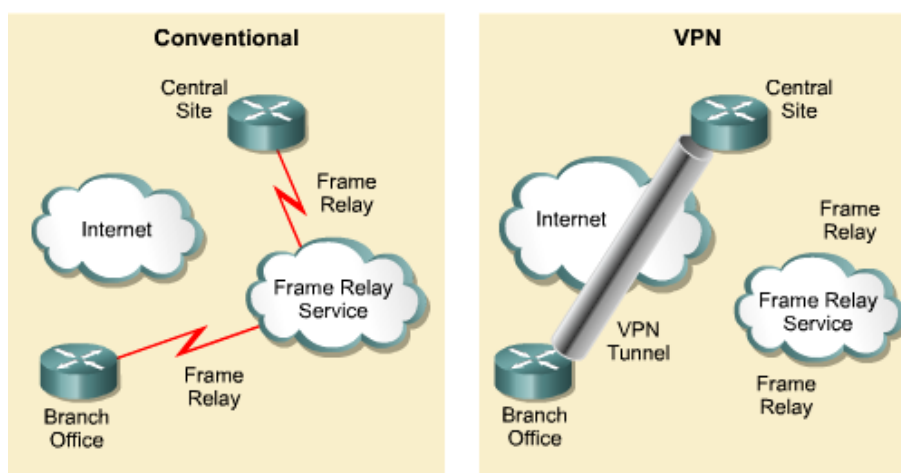 Conventional
Central
Site
Frame
Relay
Internet
Frame Relay
Service
Frame
Relay
Branch
Office
VPN
Central
Site
Internet
Frame
Relay
Frame Relay
Service
VPN
Tunnel
Frame
Relay
Branch
Office